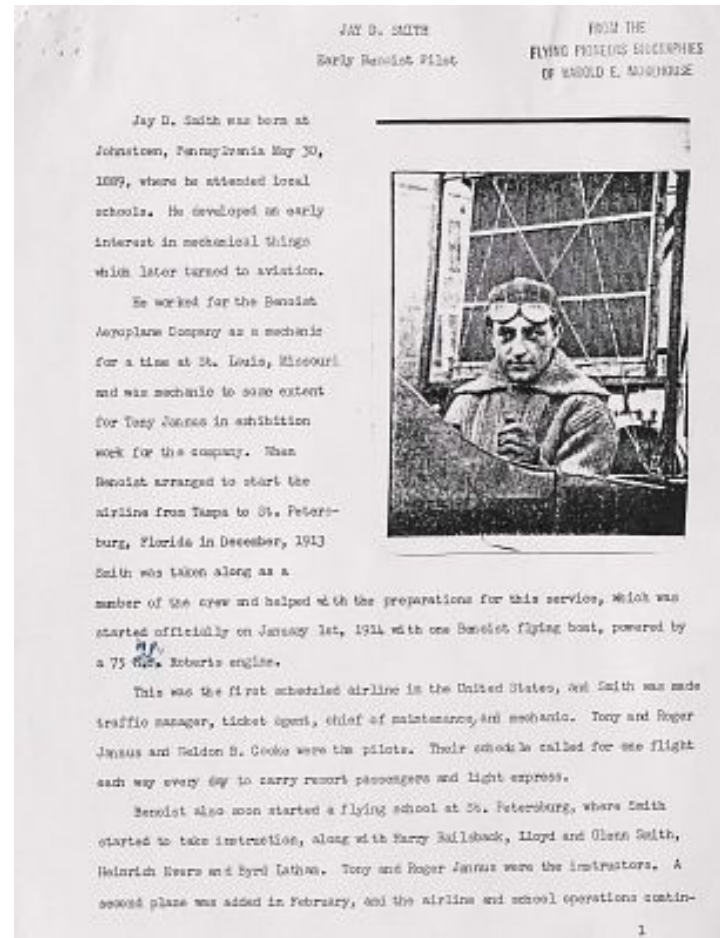 JAY D. SMITH
Early Benoist Pilot
FROM THE
FLYING PIONEERS BIOGRAPHIES
OF HAROLD E. MOREHOUSE
Jay D. Smith was born at
Johnstown, Pennsylvania May 30,
1889, where he attended local
schools. He developed an early
interest in mechanical things
which later turned to aviation.
He worked for the Benoist
Aeroplane Company as a mechanic
for a time at St. Louis, Missouri
and was mechanic to some extent
for Tony Jannus in exhibition
work for the company. When
Benoist arranged to start the
airline from Tampa to St. Peters-
burg, Florida in December, 1913
Smith was taken along as a
member of the crew and helped with the preparations for this service, which was
started officially on January 1st, 1914 with one Benoist flying boat, powered by
a 75 Roberts engine.
This was the first scheduled airline in the United States, and Smith was made
traffic manager, ticket agent, chief of maintenance, and mechanic. Tony and Roger
Jannus and Weldon B. Cooke were the pilots. Their schedule called for one flight
each way every day to carry resort passengers and light express.
Benoist also soon started a flying school at St. Petersburg, where Smith
started to take instruction, along with Harry Railsback, Lloyd and Glenn Smith,
Heinrich Evers and Byrd Latham. Tony and Roger Jannus were the instructors. A
second plane was added in February, and the airline and school operations contin-
1